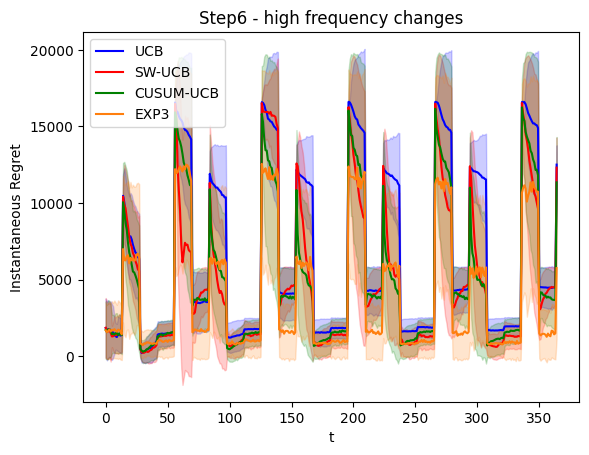 Step6 - high frequency changes
UCB
SW-UCB
CUSUM-UCB
EXP3
Instantaneous Regret
20000
15000
10000
5000
0
0 50 100 150 200 250 300 350
t